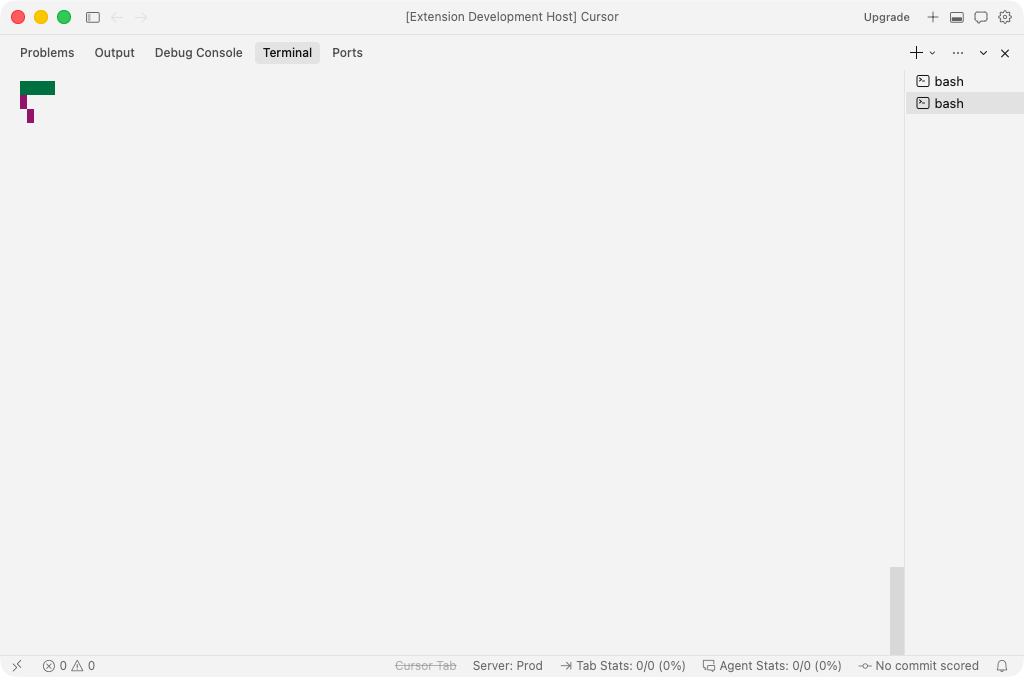 [Extension Development Host] Cursor
Upgrade
Problems Output Debug Console Terminal Ports
bash
bash
0 0 Cursor Tab Server: Prod Tab Stats: 0/0 (0%) Agent Stats: 0/0 (0%) No commit scored